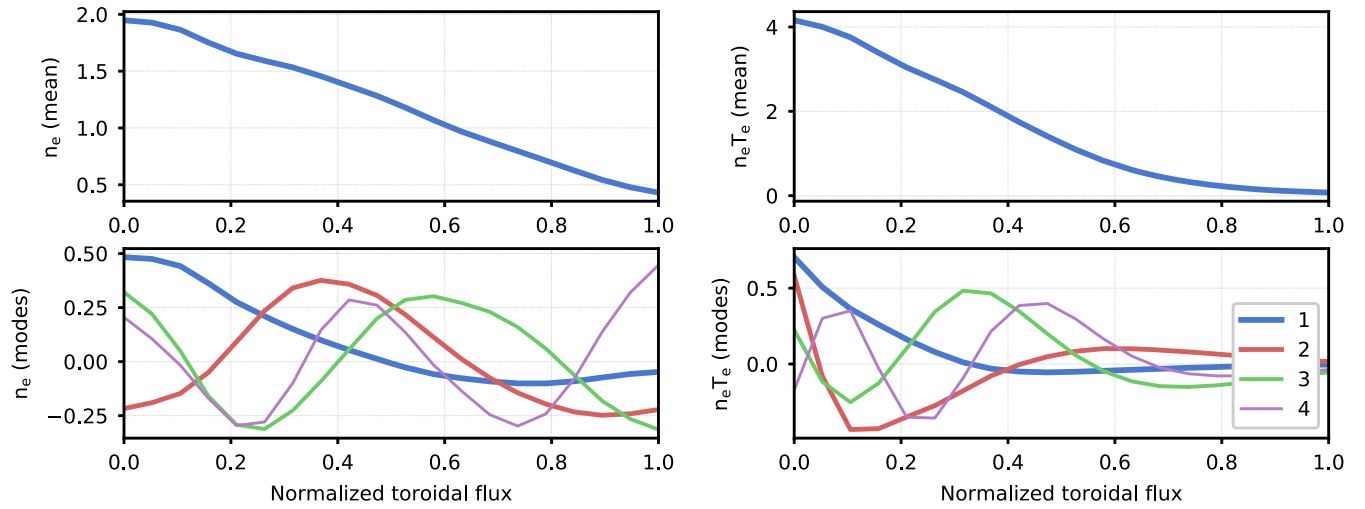 n_e (mean)
2.0
1.5
1.0
0.5
0.0 0.2 0.4 0.6 0.8 1.0
n_eT_e (mean)
4
2
0
0.0 0.2 0.4 0.6 0.8 1.0
n_e (modes)
0.50
0.25
0.00
−0.25
0.0 0.2 0.4 0.6 0.8 1.0
Normalized toroidal flux
n_eT_e (modes)
0.5
0.0
1
2
3
4
0.0 0.2 0.4 0.6 0.8 1.0
Normalized toroidal flux